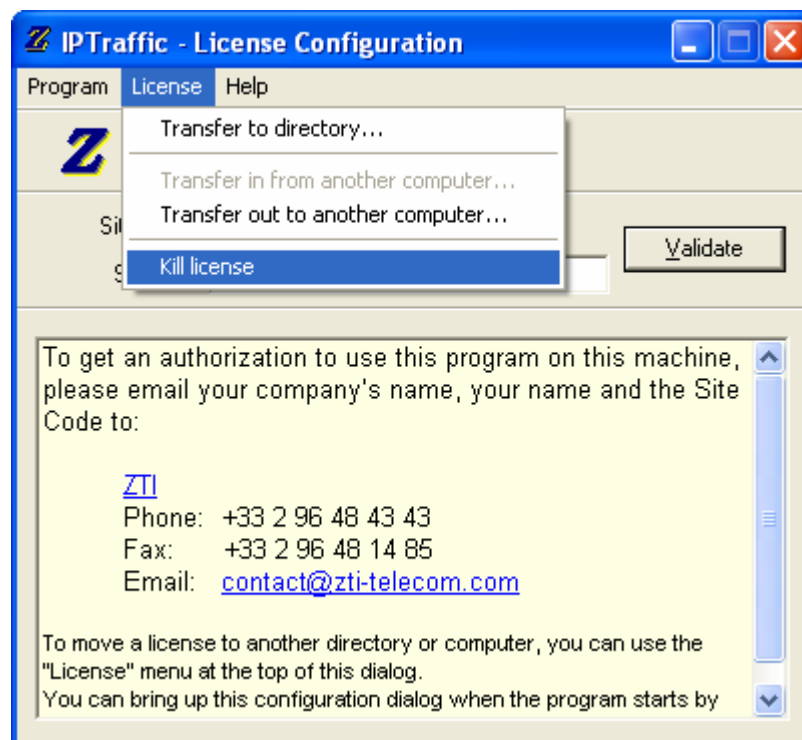 IPTraffic - License Configuration
Program License Help
Transfer to directory...
Transfer in from another computer...
Transfer out to another computer...
Kill license
Validate
To get an authorization to use this program on this machine,
please email your company's name, your name and the Site
Code to:
ZTI
Phone: +33 2 96 48 43 43
Fax: +33 2 96 48 14 85
Email: contact@zti-telecom.com
To move a license to another directory or computer, you can use the
"License" menu at the top of this dialog.
You can bring up this configuration dialog when the program starts by